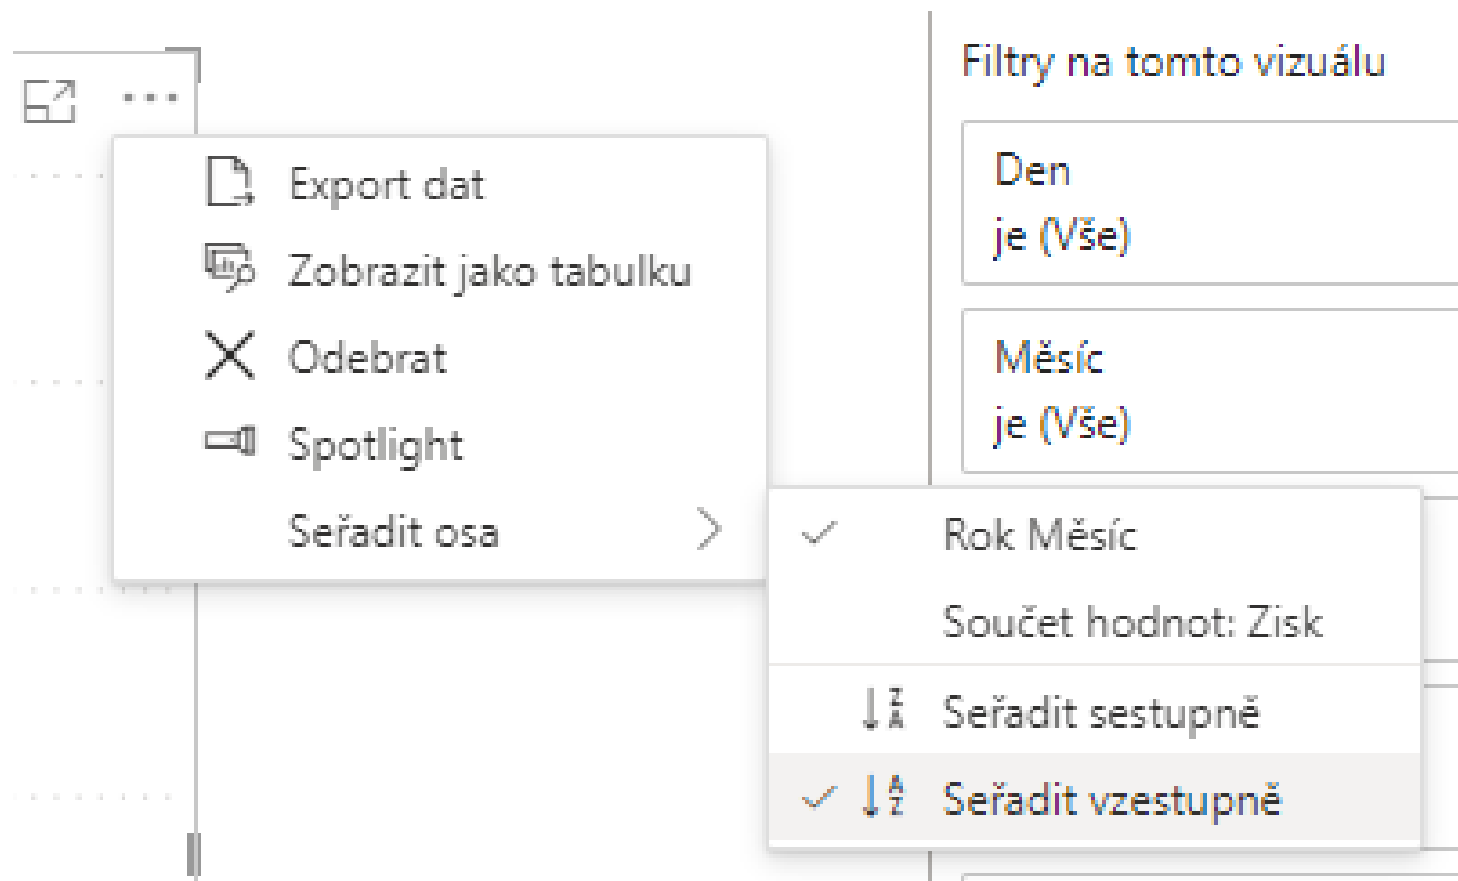 Filtry na tomto vizuálu
Den
je (Vše)
Měsíc
je (Vše)
Export dat
Zobrazit jako tabulku
Odebrat
Spotlight
Seřadit osa
Rok Měsíc
Součet hodnot: Zisk
Seřadit sestupně
Seřadit vzestupně